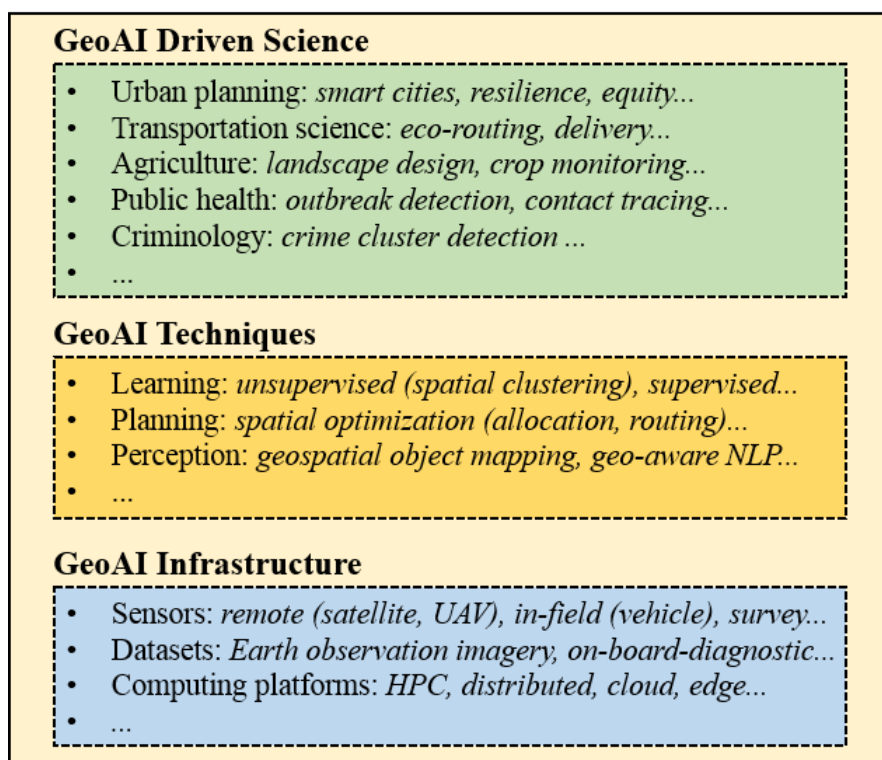 GeoAI Driven Science
• Urban planning: smart cities, resilience, equity...
• Transportation science: eco-routing, delivery...
• Agriculture: landscape design, crop monitoring...
• Public health: outbreak detection, contact tracing...
• Criminology: crime cluster detection ...
• ...
GeoAI Techniques
• Learning: unsupervised (spatial clustering), supervised...
• Planning: spatial optimization (allocation, routing)...
• Perception: geospatial object mapping, geo-aware NLP...
• ...
GeoAI Infrastructure
• Sensors: remote (satellite, UAV), in-field (vehicle), survey...
• Datasets: Earth observation imagery, on-board-diagnostic...
• Computing platforms: HPC, distributed, cloud, edge...
• ...